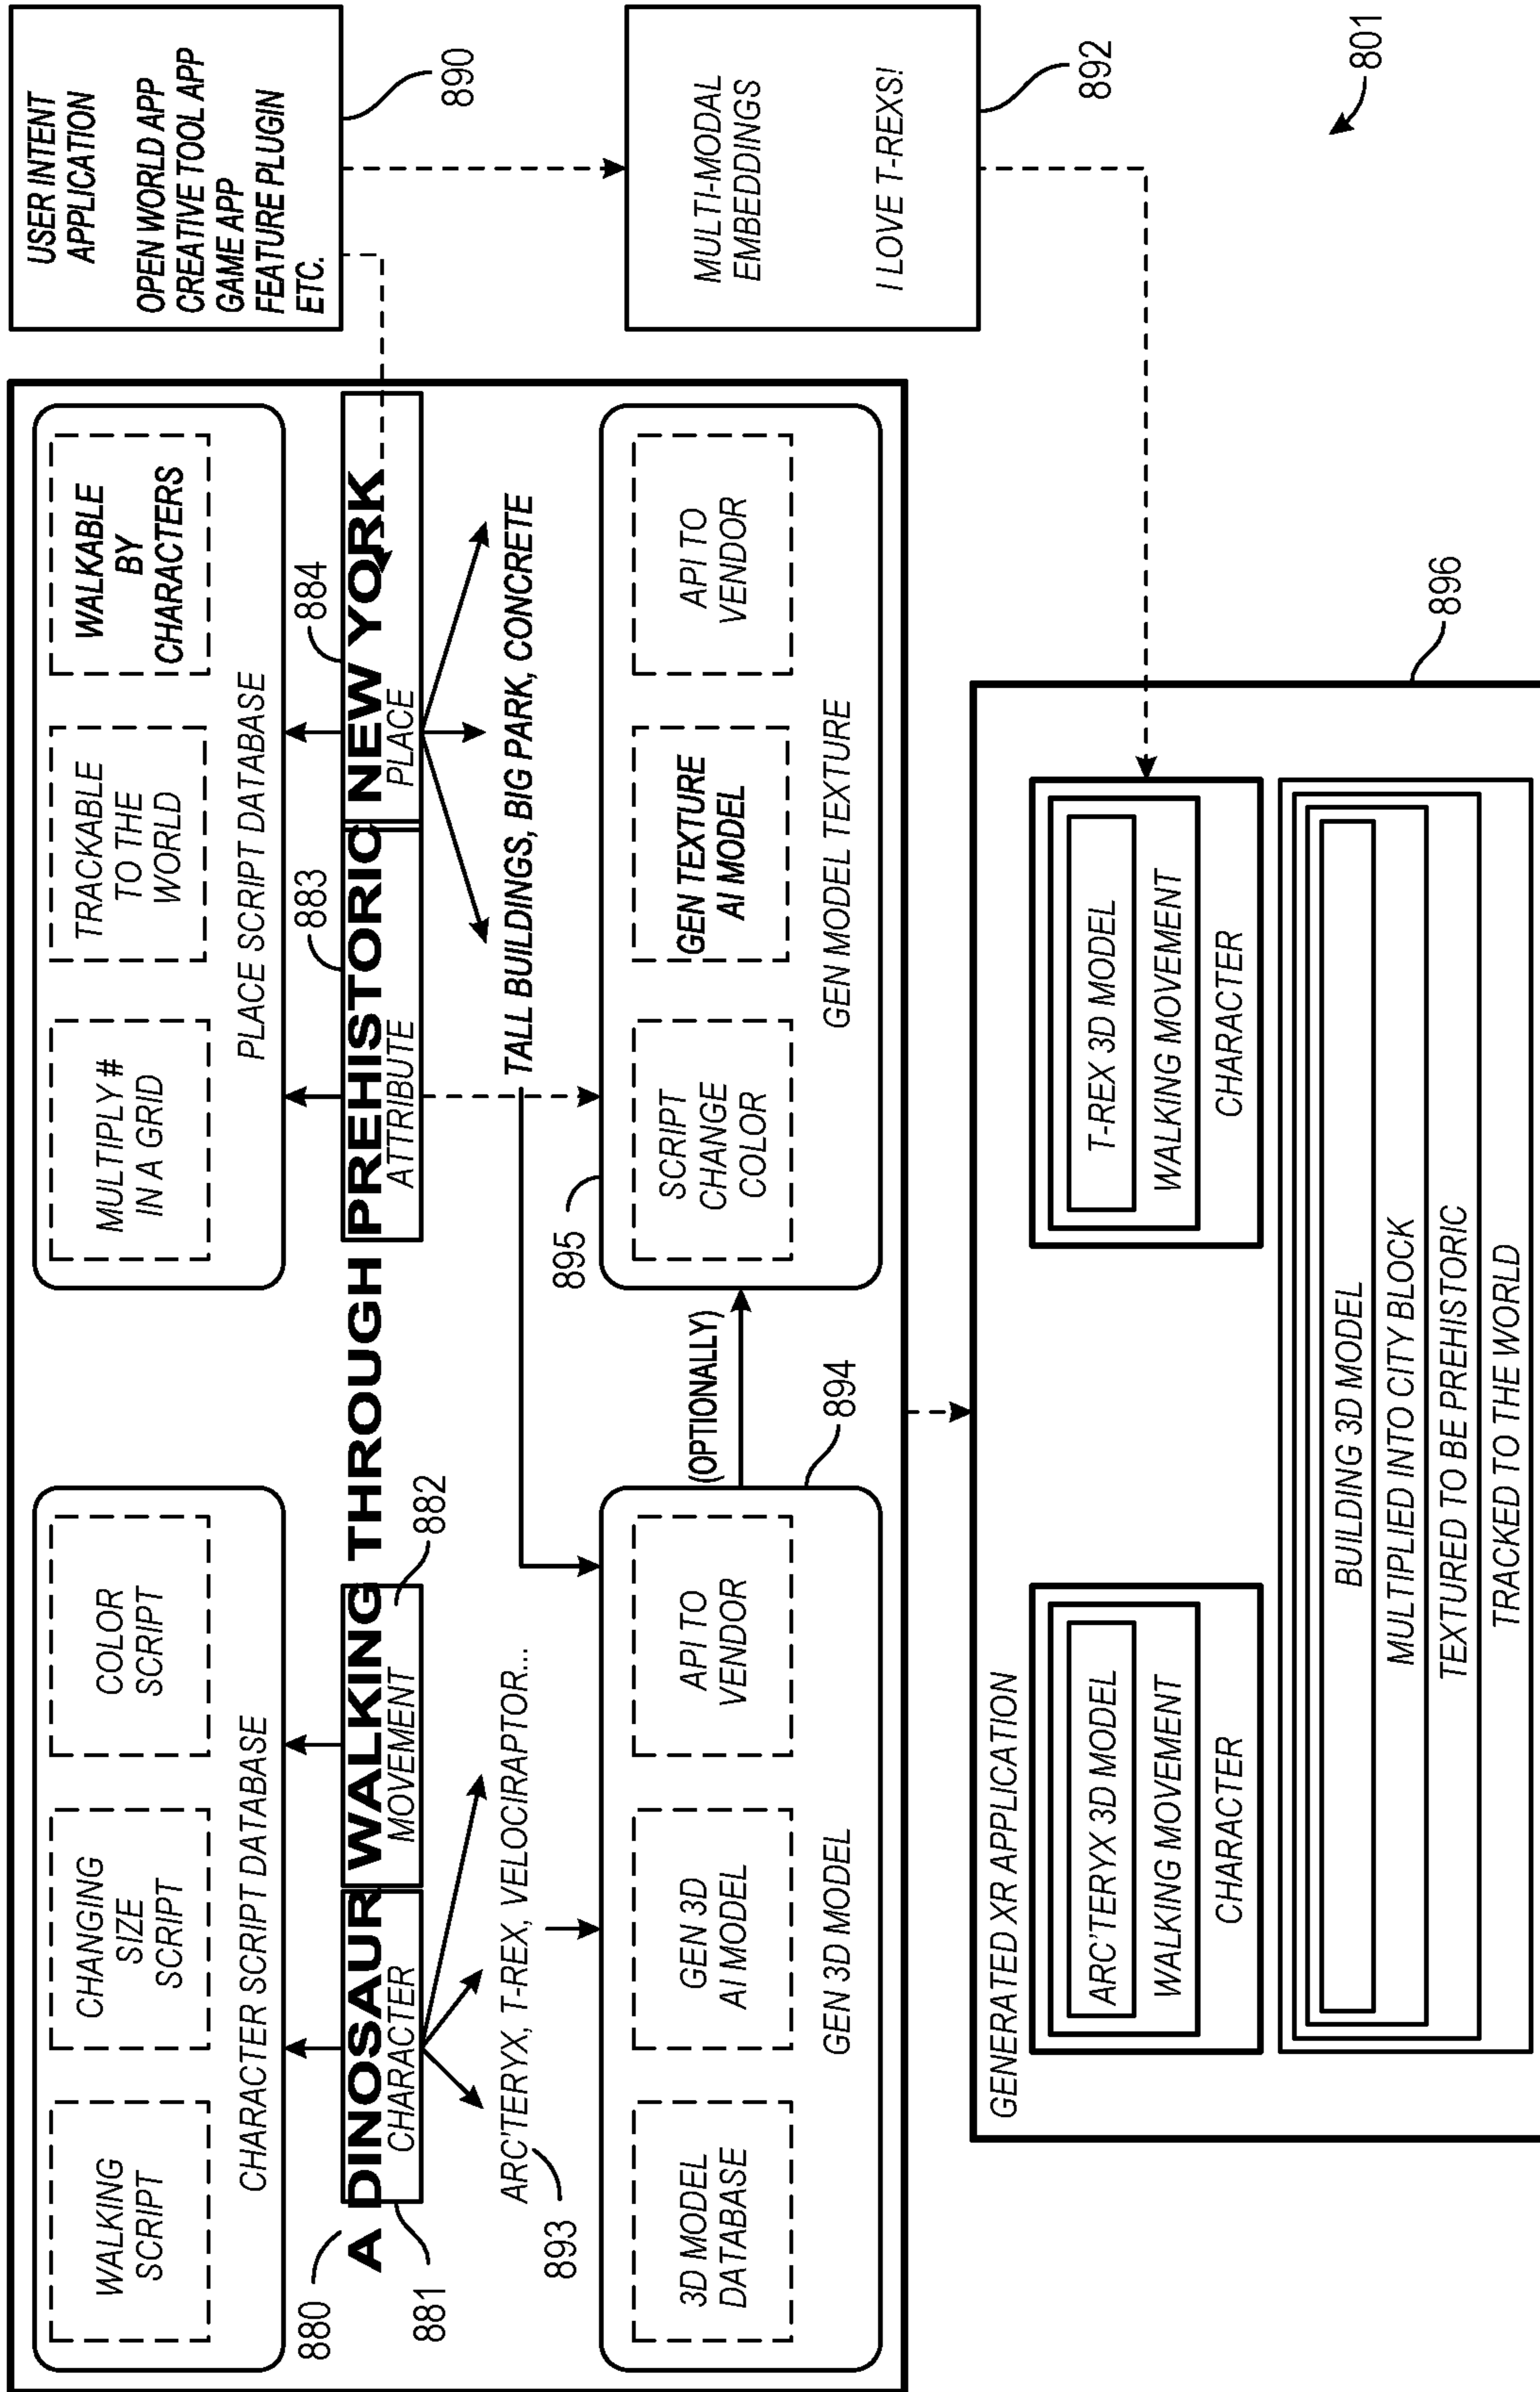 WALKING
SCRIPT
CHANGING
SIZE
SCRIPT
COLOR
SCRIPT
CHARACTER SCRIPT DATABASE
MULTIPLY #
IN A GRID
TRACKABLE
TO THE
WORLD
WALKABLE
BY
CHARACTERS
PLACE SCRIPT DATABASE
USER INTENT
APPLICATION
OPEN WORLD APP
CREATIVE TOOL APP
GAME APP
FEATURE PLUGIN
ETC.
890
880
883
884
A DINOSAUR WALKING THROUGH PREHISTORIC NEW YORK
CHARACTER
MOVEMENT
ATTRIBUTE
PLACE
881
882
ARC'TERYX, T-REX, VELOCIRAPTOR...
893
TALL BUILDINGS, BIG PARK, CONCRETE
895
3D MODEL
DATABASE
GEN 3D
AI MODEL
API TO
VENDOR
GEN 3D MODEL
(OPTIONALLY)
894
SCRIPT
CHANGE
COLOR
GEN TEXTURE
AI MODEL
API TO
VENDOR
GEN MODEL TEXTURE
MULTI-MODAL
EMBEDDINGS
I LOVE T-REXS!
892
GENERATED XR APPLICATION
ARC'TERYX 3D MODEL
WALKING MOVEMENT
CHARACTER
T-REX 3D MODEL
WALKING MOVEMENT
CHARACTER
BUILDING 3D MODEL
MULTIPLIED INTO CITY BLOCK
TEXTURED TO BE PREHISTORIC
TRACKED TO THE WORLD
896
801